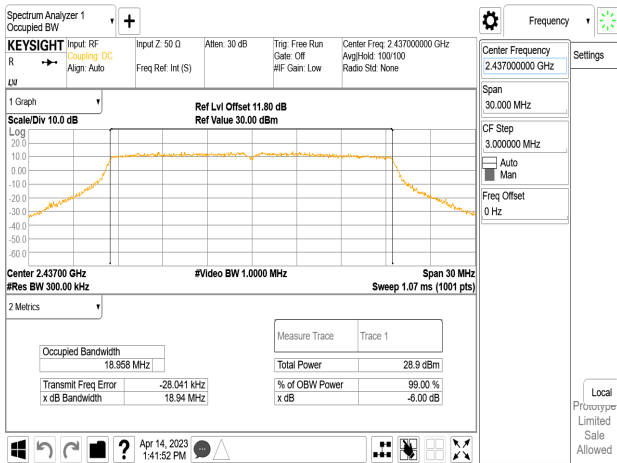 Spectrum Analyzer 1
Occupied BW
▼
+
Frequency
▼
KEYSIGHT
R
LXI
Input: RF
Coupling: DC
Align: Auto
Input Z: 50 Ω
Freq Ref: Int (S)
Atten: 30 dB
Trig: Free Run
Gate: Off
#IF Gain: Low
Center Freq: 2.437000000 GHz
Avg|Hold: 100/100
Radio Std: None
Center Frequency
2.437000000 GHz
Settings
Span
30.000 MHz
CF Step
3.000000 MHz
Auto
Man
Freq Offset
0 Hz
1 Graph
▼
Scale/Div 10.0 dB
Ref Lvl Offset 11.80 dB
Ref Value 30.00 dBm
Log
20.0
10.0
0.00
-10.0
-20.0
-30.0
-40.0
-50.0
-60.0
Center 2.43700 GHz
#Res BW 300.00 kHz
#Video BW 1.0000 MHz
Span 30 MHz
Sweep 1.07 ms (1001 pts)
2 Metrics
▼
Measure Trace
Trace 1
Occupied Bandwidth
18.958 MHz
Total Power
28.9 dBm
Transmit Freq Error
-28.041 kHz
% of OBW Power
99.00 %
x dB Bandwidth
18.94 MHz
x dB
-6.00 dB
Local
Prototype
Limited
Sale
Allowed
?
Apr 14, 2023
1:41:52 PM